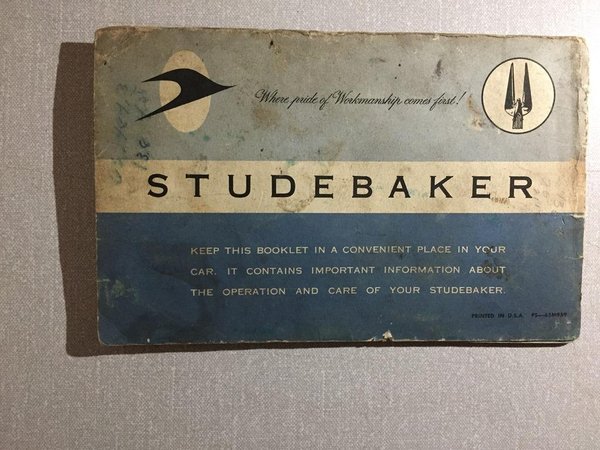 Where pride of Workmanship comes first!
STUDEBAKER
KEEP THIS BOOKLET IN A CONVENIENT PLACE IN YOUR
CAR. IT CONTAINS IMPORTANT INFORMATION ABOUT
THE OPERATION AND CARE OF YOUR STUDEBAKER.
PRINTED IN U.S.A.